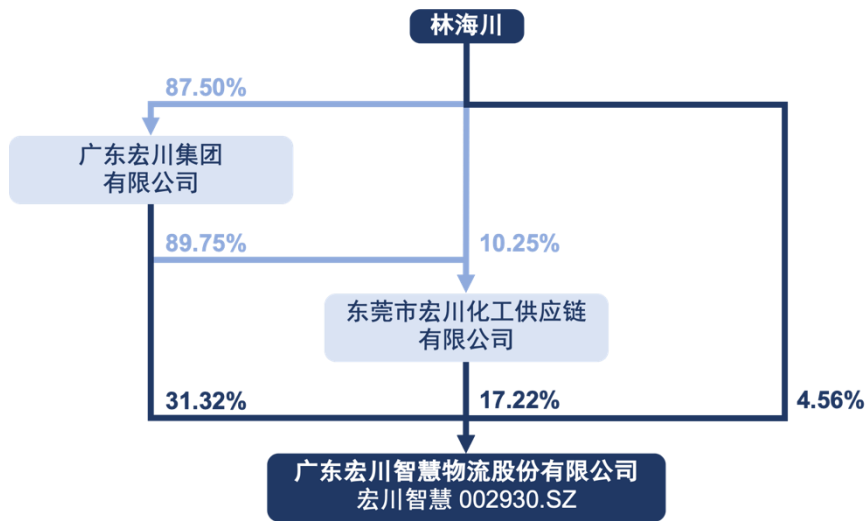 林海川
87.50%
广东宏川集团
有限公司
89.75%
10.25%
东莞市宏川化工供应链
有限公司
31.32%
17.22%
4.56%
广东宏川智慧物流股份有限公司
宏川智慧 002930.SZ